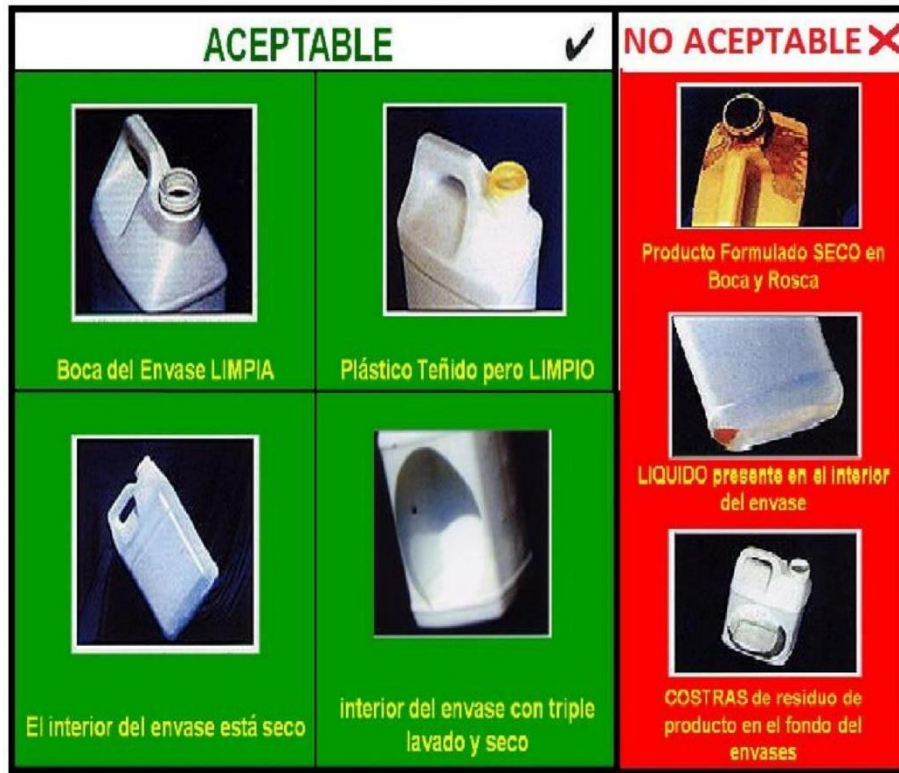 ACEPTABLE ✓
NO ACEPTABLE ✕
Boca del Envase LIMPIA
Plástico Teñido pero LIMPIO
El interior del envase está seco
interior del envase con triple
lavado y seco
Producto Formulado SECO en
Boca y Rosca
LIQUIDO presente en el interior
del envase
COSTRAS de residuo de
producto en el fondo del
envases